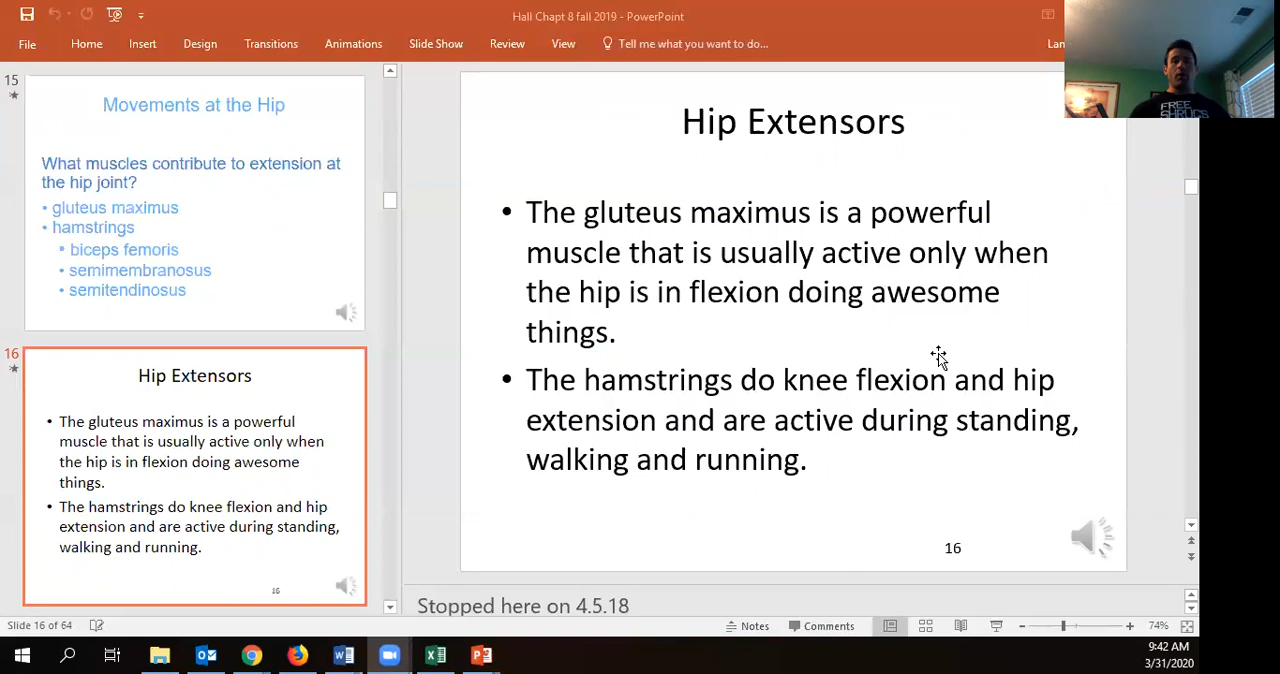 Hall Chapt 8 fall 2019 - PowerPoint
File Home Insert Design Transitions Animations Slide Show Review View Tell me what you want to do... Lan
FREE
SHRUGS
15
Movements at the Hip
What muscles contribute to extension at
the hip joint?
• gluteus maximus
• hamstrings
▪ biceps femoris
• semimembranosus
• semitendinosus
16
Hip Extensors
• The gluteus maximus is a powerful
muscle that is usually active only when
the hip is in flexion doing awesome
things.
• The hamstrings do knee flexion and hip
extension and are active during standing,
walking and running.
16
Hip Extensors
• The gluteus maximus is a powerful
muscle that is usually active only when
the hip is in flexion doing awesome
things.
• The hamstrings do knee flexion and hip
extension and are active during standing,
walking and running.
16
Stopped here on 4.5.18
Slide 16 of 64 Notes Comments 74%
9:42 AM
3/31/2020